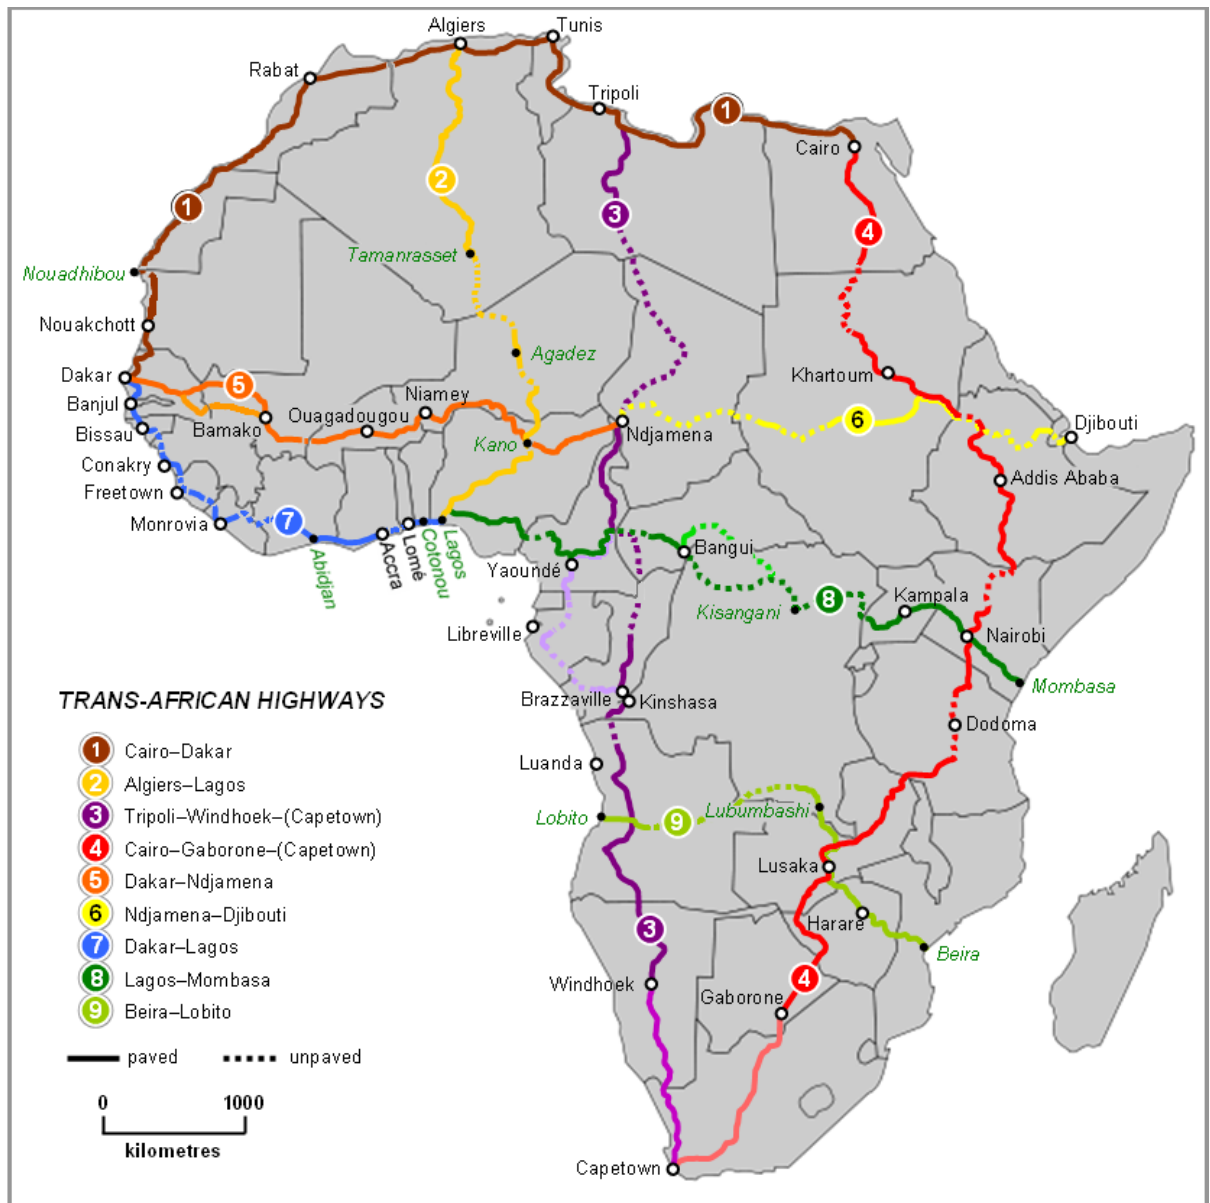 Algiers
Tunis
Rabat
Tripoli
1
Cairo
2
1
3
4
Nouadhibou
Tamanrasset
Nouakchott
Agadez
Dakar
5
Khartoum
Banjul
Niamey
Ouagadougou
6
Djibouti
Bissau
Bamako
Kano
Ndjamena
Conakry
Addis Ababa
Freetown
Monrovia
7
Abidjan
Accra
Lomé
Cotonou
Lagos
Yaoundé
Bangui
Kisangani
8
Kampala
Libreville
Nairobi
Mombasa
Brazzaville
Kinshasa
Dodoma
Luanda
Lobito
9
Lubumbashi
Lusaka
Harare
3
Beira
Windhoek
4
Gaborone
Capetown
TRANS-AFRICAN HIGHWAYS
1 Cairo–Dakar
2 Algiers–Lagos
3 Tripoli–Windhoek–(Capetown)
4 Cairo–Gaborone–(Capetown)
5 Dakar–Ndjamena
6 Ndjamena–Djibouti
7 Dakar–Lagos
8 Lagos–Mombasa
9 Beira–Lobito
paved unpaved
0 1000
kilometres